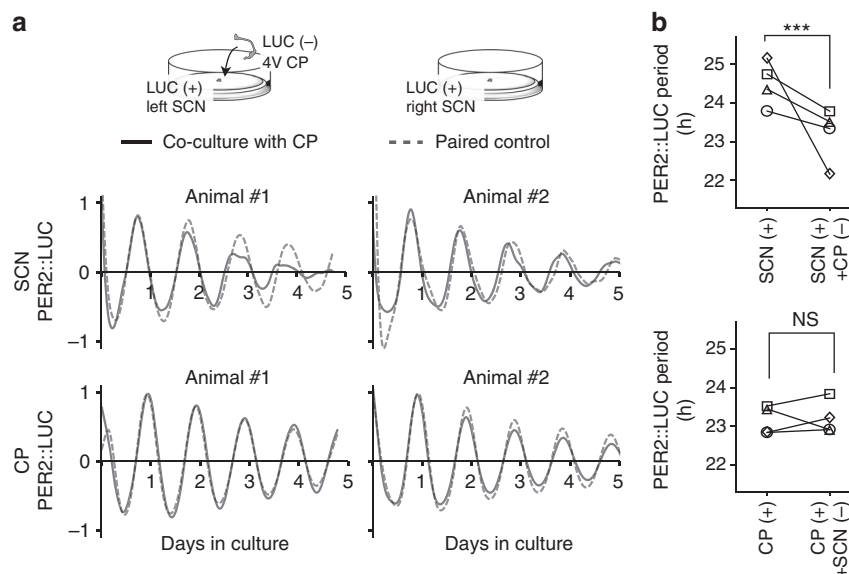 a
LUC (–)
4V CP
LUC (+)
left SCN
LUC (+)
right SCN
Co-culture with CP
Paired control
SCN
PER2::LUC
Animal #1
1
0
–1
1 2 3 4 5
Animal #2
1 2 3 4 5
CP
PER2::LUC
Animal #1
1
0
–1
1 2 3 4 5
Days in culture
Animal #2
1 2 3 4 5
Days in culture
b
***
PER2::LUC period
(h)
25
24
23
22
SCN (+)
SCN (+)
+CP (–)
NS
PER2::LUC period
(h)
25
24
23
22
CP (+)
CP (+)
+SCN (–)